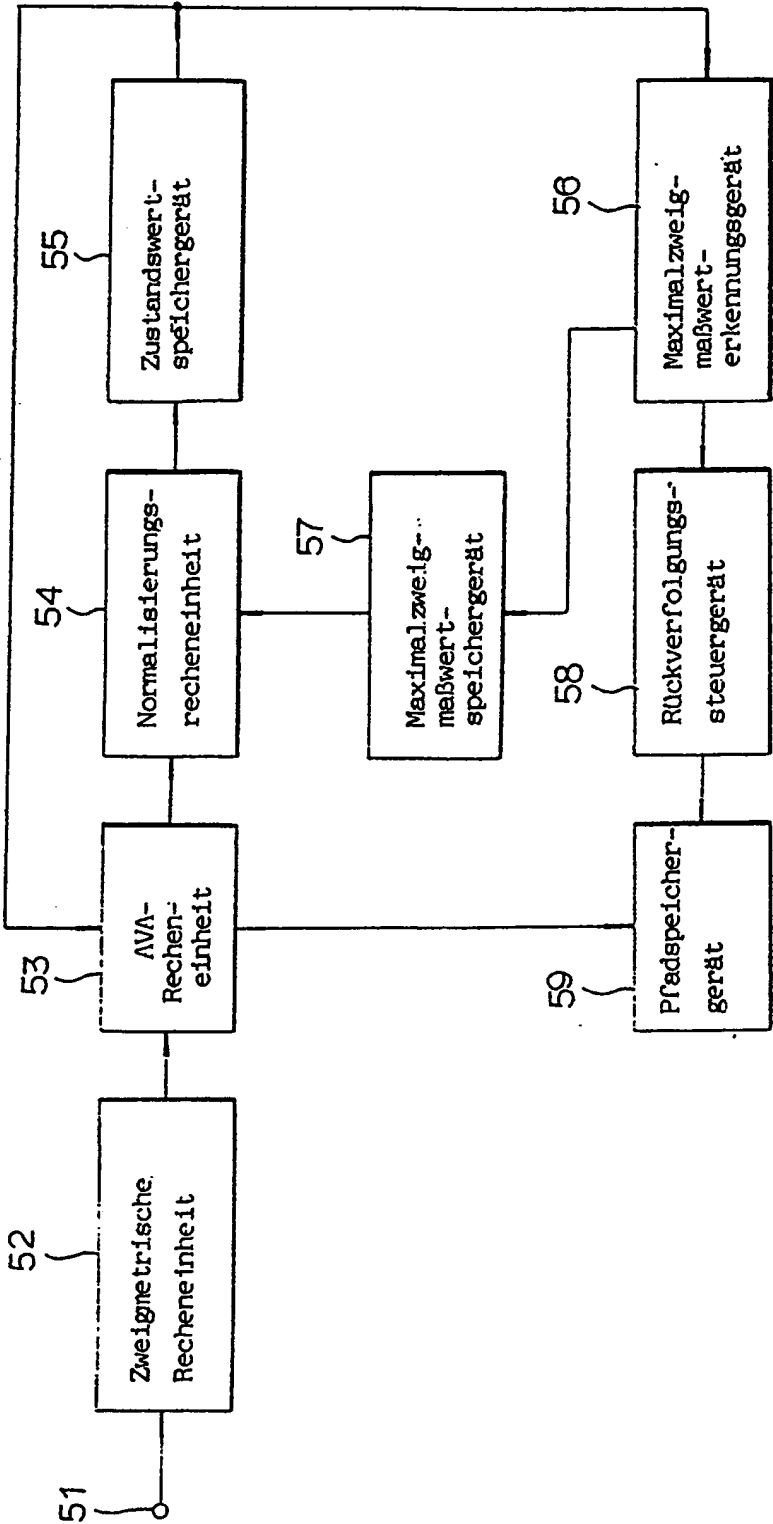 51
52
Zweigmetrische
Recheneinheit
53
AVA-
Rechen-
einheit
54
Normalisierungs-
recheneinheit
55
Zustandswert-
speichergerät
57
Maximalzweig-
maßwert-
speichergerät
59
Pfadspeicher-
gerät
58
Rückverfolgungs-
steuergerät
56
Maximalzweig-
maßwert-
erkennungsgerät